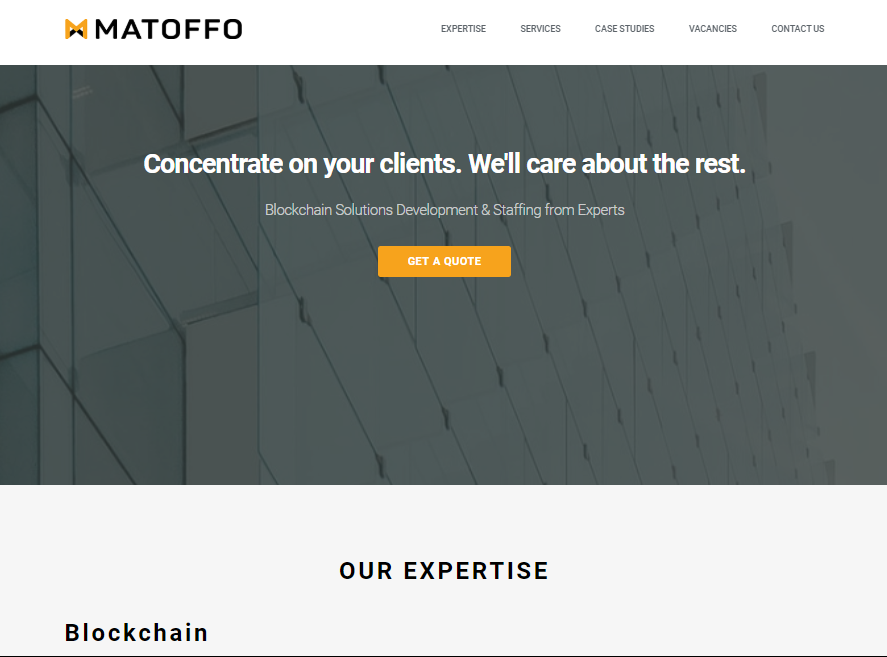 MATOFFO
EXPERTISE SERVICES CASE STUDIES VACANCIES CONTACT US
Concentrate on your clients. We'll care about the rest.
Blockchain Solutions Development & Staffing from Experts
GET A QUOTE
OUR EXPERTISE
Blockchain